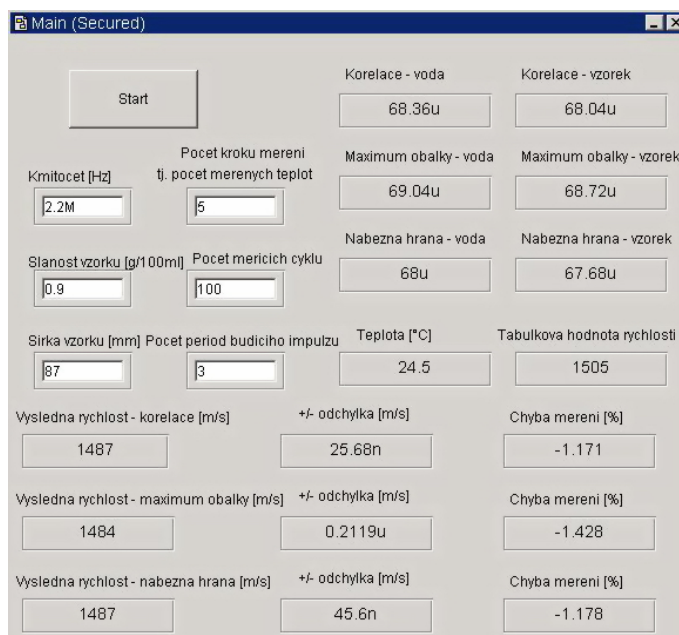 Main (Secured)
Start
Korelace - voda
Korelace - vzorek
68.36u
68.04u
Kmitocet [Hz]
2.2M
Pocet kroku mereni
tj. pocet merenych teplot
5
Maximum obalky - voda
Maximum obalky - vzorek
69.04u
68.72u
Slanost vzorku [g/100ml]
0.9
Pocet mericich cyklu
100
Nabezna hrana - voda
Nabezna hrana - vzorek
68u
67.68u
Sirka vzorku [mm]
87
Pocet period budiciho impulzu
3
Teplota [°C]
24.5
Tabulkova hodnota rychlosti
1505
Vysledna rychlost - korelace [m/s]
+/- odchylka [m/s]
Chyba mereni [%]
1487
25.68n
-1.171
Vysledna rychlost - maximum obalky [m/s]
+/- odchylka [m/s]
Chyba mereni [%]
1484
0.2119u
-1.428
Vysledna rychlost - nabezna hrana [m/s]
+/- odchylka [m/s]
Chyba mereni [%]
1487
45.6n
-1.178